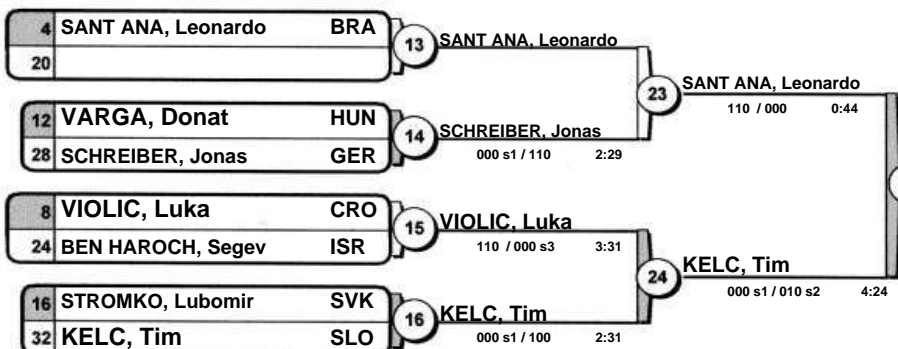 4 SANT ANA, Leonardo BRA
20
13 SANT ANA, Leonardo
12 VARGA, Donat HUN
28 SCHREIBER, Jonas GER
14 SCHREIBER, Jonas
000 s1 / 110 2:29
23 SANT ANA, Leonardo
110 / 000 0:44
8 VIOLIC, Luka CRO
24 BEN HAROCH, Segev ISR
15 VIOLIC, Luka
110 / 000 s3 3:31
16 STROMKO, Lubomir SVK
32 KELC, Tim SLO
16 KELC, Tim
000 s1 / 100 2:31
24 KELC, Tim
000 s1 / 010 s2 4:24